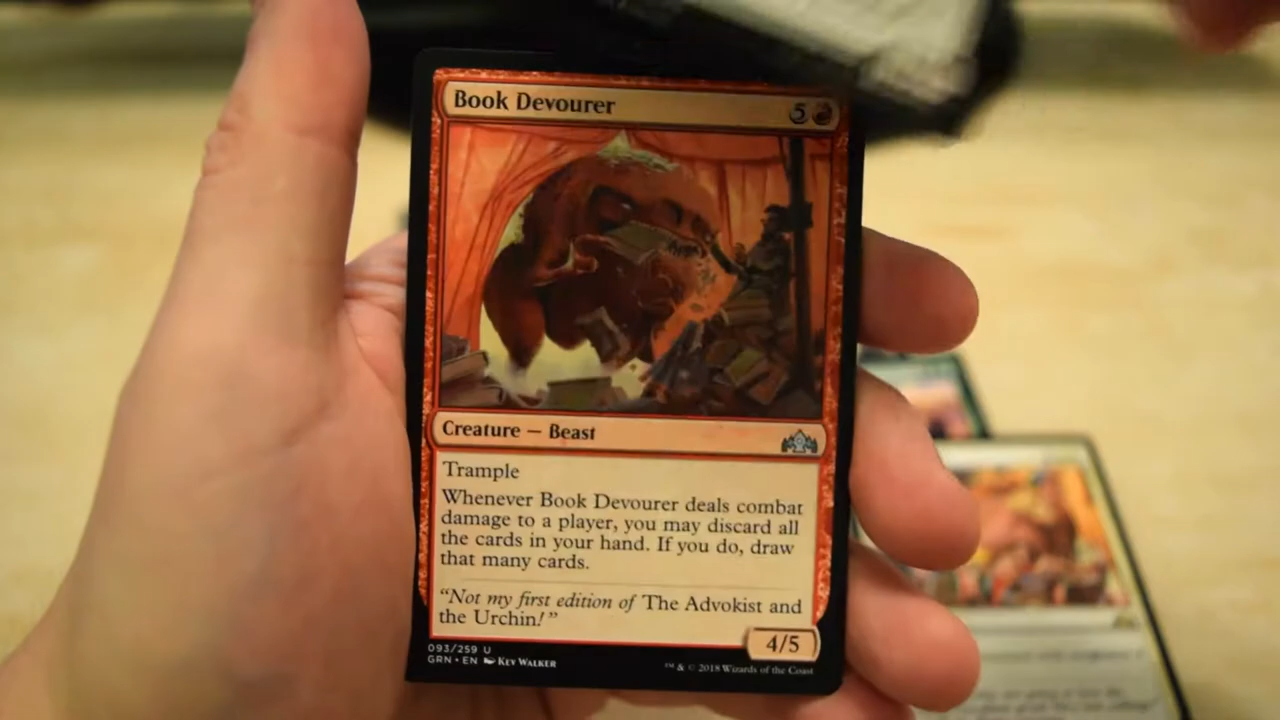 Book Devourer
5
Creature — Beast
Trample
Whenever Book Devourer deals combat
damage to a player, you may discard all
the cards in your hand. If you do, draw
that many cards.
"Not my first edition of The Advokist and
the Urchin!"
4/5
093/259 U
GRN • EN Kev Walker
™ & © 2018 Wizards of the Coast